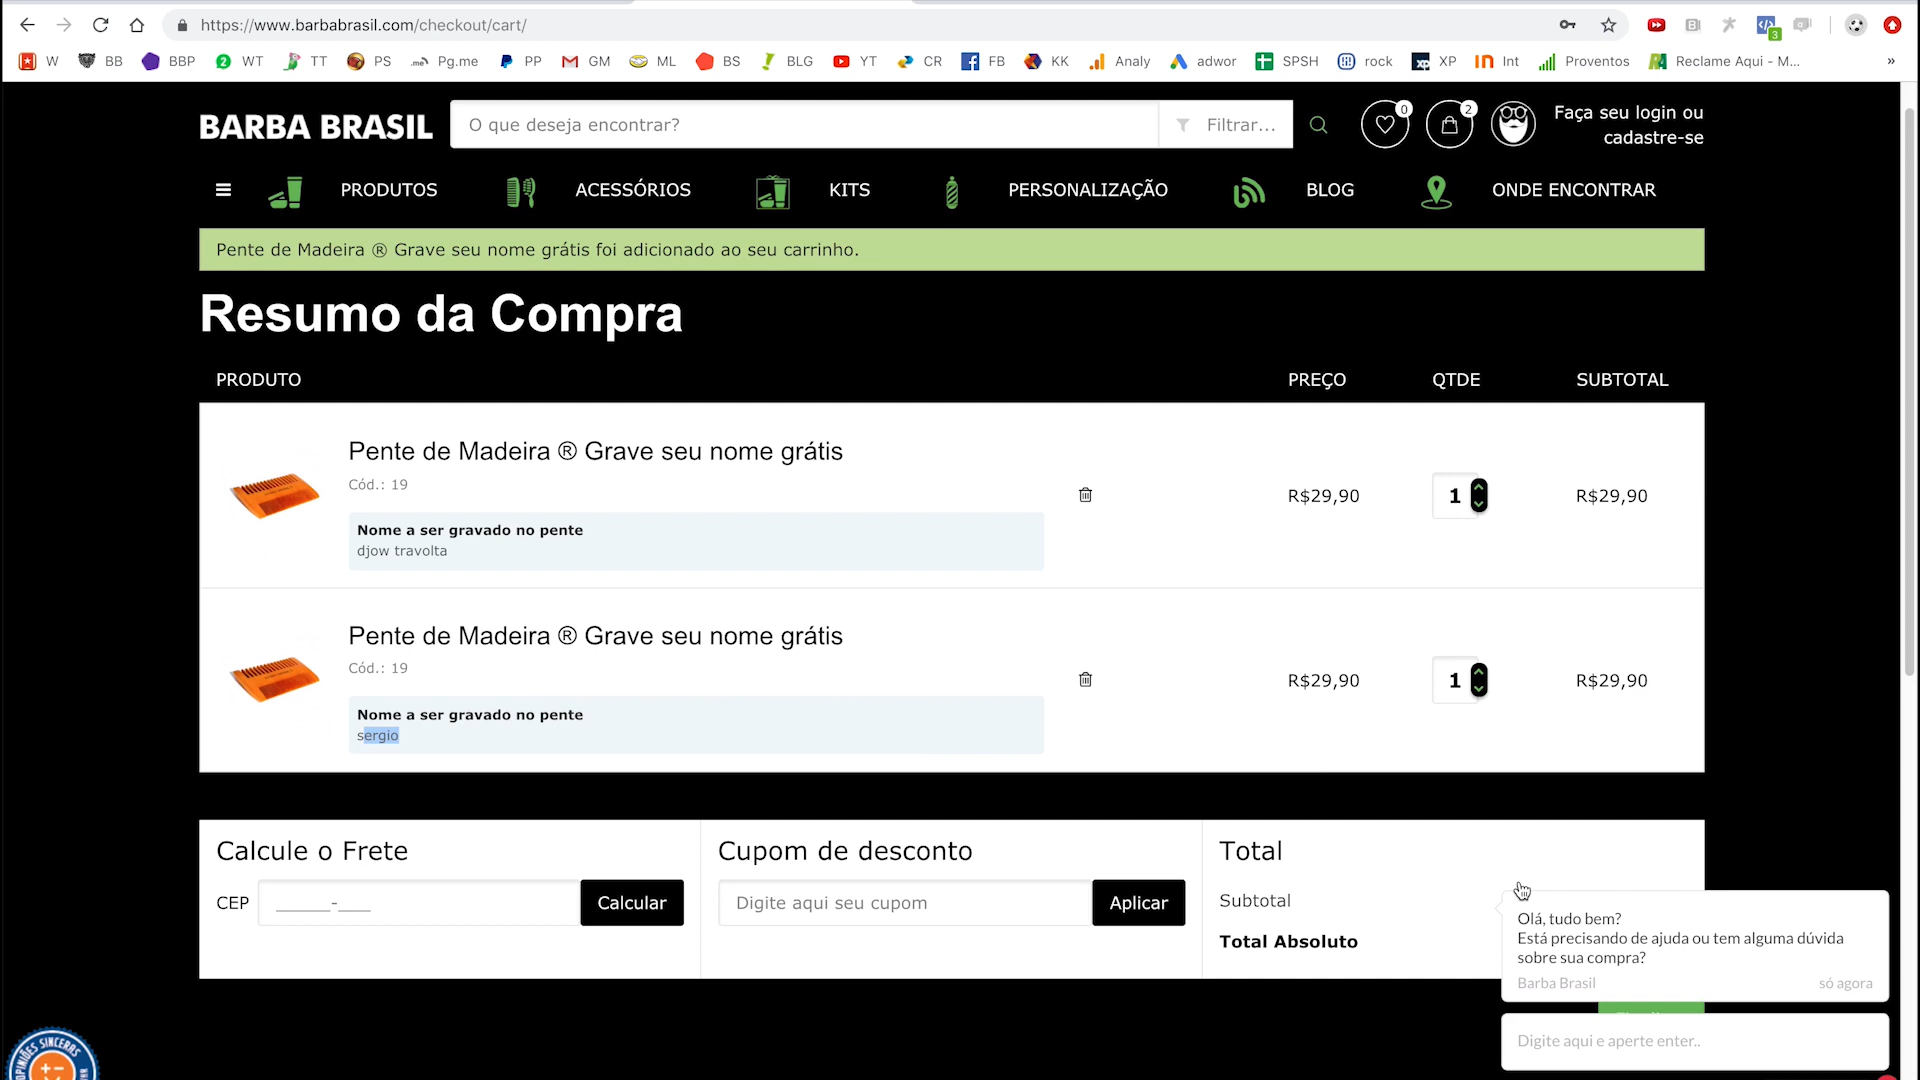 https://www.barbabrasil.com/checkout/cart/
W BB BBP WT TT PS Pg.me PP GM ML BS BLG YT CR FB KK Analy adwor SPSH rock XP Int Proventos Reclame Aqui - M... »
BARBA BRASIL
O que deseja encontrar?
Filtrar...
0
2
Faça seu login ou
cadastre-se
PRODUTOS ACESSÓRIOS KITS PERSONALIZAÇÃO BLOG ONDE ENCONTRAR
Pente de Madeira ® Grave seu nome grátis foi adicionado ao seu carrinho.
Resumo da Compra
PRODUTO PREÇO QTDE SUBTOTAL
Pente de Madeira ® Grave seu nome grátis
Cód.: 19
R$29,90 1 R$29,90
Nome a ser gravado no pente
djow travolta
Pente de Madeira ® Grave seu nome grátis
Cód.: 19
R$29,90 1 R$29,90
Nome a ser gravado no pente
sergio
Calcule o Frete
CEP ______-____ Calcular
Cupom de desconto
Digite aqui seu cupom Aplicar
Total
Subtotal
Total Absoluto
Olá, tudo bem?
Está precisando de ajuda ou tem alguma dúvida
sobre sua compra?
Barba Brasil só agora
Digite aqui e aperte enter..
OPINIÕES SINCERAS